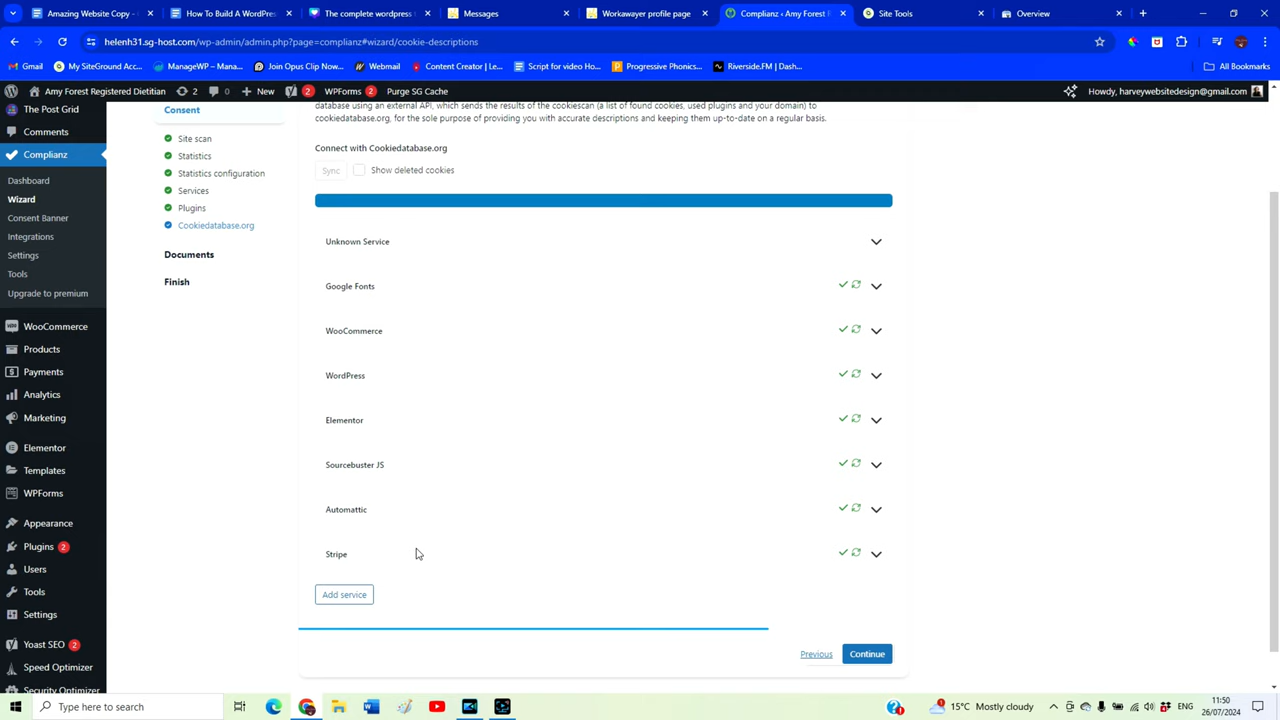 Amazing Website Copy -
How To Build A WordPres
The complete wordpress
Messages
Workawayer profile page
Complianz ‹ Amy Forest R
Site Tools
Overview
helenh31.sg-host.com/wp-admin/admin.php?page=complianz#wizard/cookie-descriptions
Gmail
My SiteGround Acc...
ManageWP – Mana...
Join Opus Clip Now...
Webmail
Content Creator | Le...
Script for video Ho...
Progressive Phonics...
Riverside.FM | Dash...
All Bookmarks
Amy Forest Registered Dietitian
2
0
New
2
WPForms 2
Purge SG Cache
Howdy, harveywebsitedesign@gmail.com
The Post Grid
Comments
Complianz
Dashboard
Wizard
Consent Banner
Integrations
Settings
Tools
Upgrade to premium
WooCommerce
Products
Payments
Analytics
Marketing
Elementor
Templates
WPForms
Appearance
Plugins 2
Users
Tools
Settings
Yoast SEO 2
Speed Optimizer
Security Optimizer
Consent
Site scan
Statistics
Statistics configuration
Services
Plugins
Cookiedatabase.org
Documents
Finish
database using an external API, which sends the results of the cookiescan (a list of found cookies, used plugins and your domain) to
cookiedatabase.org, for the sole purpose of providing you with accurate descriptions and keeping them up-to-date on a regular basis.
Connect with Cookiedatabase.org
Sync
Show deleted cookies
Unknown Service
Google Fonts
WooCommerce
WordPress
Elementor
Sourcebuster JS
Automattic
Stripe
Add service
Previous
Continue
Type here to search
15°C Mostly cloudy
ENG
11:50
26/07/2024